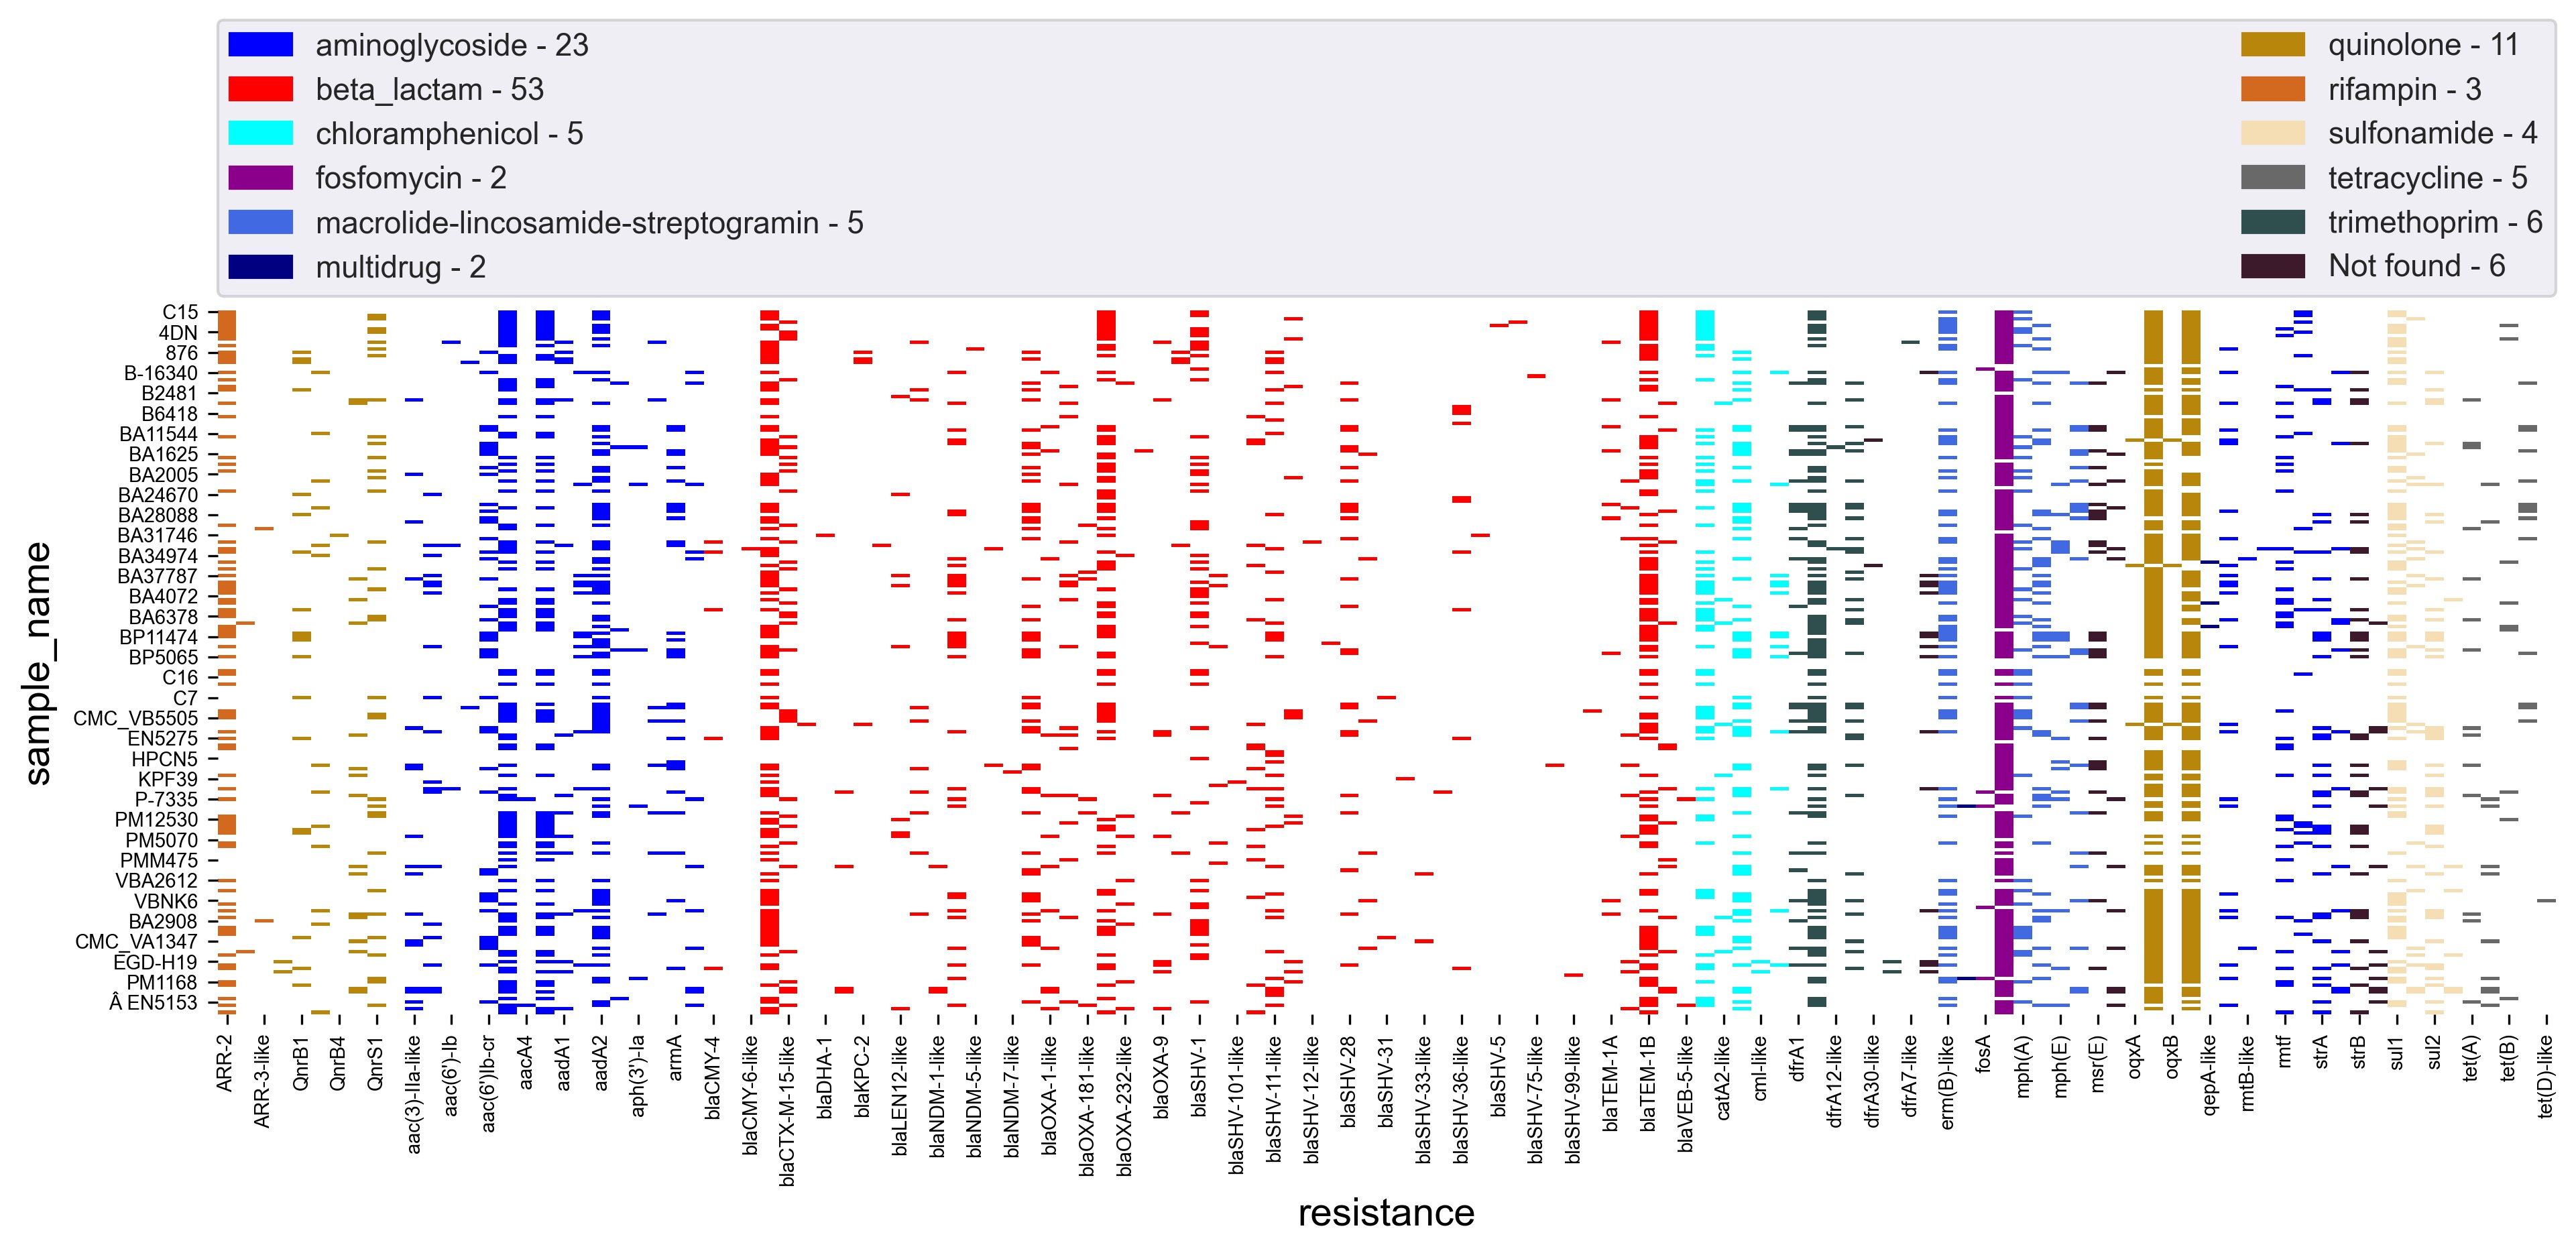 aminoglycoside - 23
beta_lactam - 53
chloramphenicol - 5
fosfomycin - 2
macrolide-lincosamide-streptogramin - 5
multidrug - 2
quinolone - 11
rifampin - 3
sulfonamide - 4
tetracycline - 5
trimethoprim - 6
Not found - 6
sample_name
C15
4DN
876
B-16340
B2481
B6418
BA11544
BA1625
BA2005
BA24670
BA28088
BA31746
BA34974
BA37787
BA4072
BA6378
BP11474
BP5065
C16
C7
CMC_VB5505
EN5275
HPCN5
KPF39
P-7335
PM12530
PM5070
PMM475
VBA2612
VBNK6
BA2908
CMC_VA1347
EGD-H19
PM1168
Â EN5153
ARR-2
ARR-3-like
QnrB1
QnrB4
QnrS1
aac(3)-IIa-like
aac(6')-Ib
aac(6')Ib-cr
aacA4
aadA1
aadA2
aph(3')-Ia
armA
blaCMY-4
blaCMY-6-like
blaCTX-M-15-like
blaDHA-1
blaKPC-2
blaLEN12-like
blaNDM-1-like
blaNDM-5-like
blaNDM-7-like
blaOXA-1-like
blaOXA-181-like
blaOXA-232-like
blaOXA-9
blaSHV-1
blaSHV-101-like
blaSHV-11-like
blaSHV-12-like
blaSHV-28
blaSHV-31
blaSHV-33-like
blaSHV-36-like
blaSHV-5
blaSHV-75-like
blaSHV-99-like
blaTEM-1A
blaTEM-1B
blaVEB-5-like
catA2-like
cml-like
dfrA1
dfrA12-like
dfrA30-like
dfrA7-like
erm(B)-like
fosA
mph(A)
mph(E)
msr(E)
oqxA
oqxB
qepA-like
rmtB-like
rmtf
strA
strB
sul1
sul2
tet(A)
tet(B)
tet(D)-like
resistance